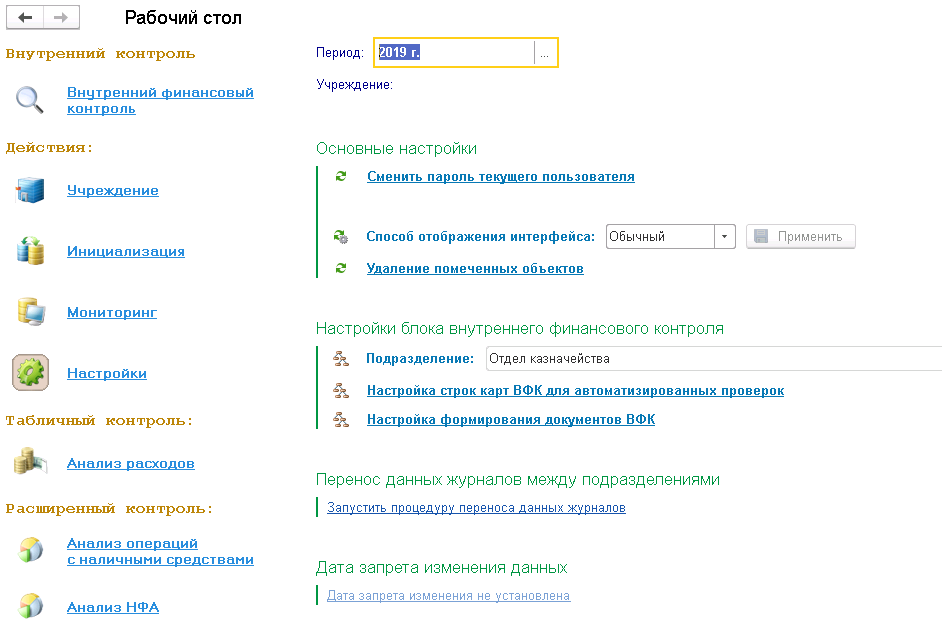 Рабочий стол
Внутренний контроль
Внутренний финансовый
контроль
Действия:
Учреждение
Инициализация
Мониторинг
Настройки
Табличный контроль:
Анализ расходов
Расширенный контроль:
Анализ операций
с наличными средствами
Анализ НФА
Период: 2019 г. ...
Учреждение:
Основные настройки
Сменить пароль текущего пользователя
Способ отображения интерфейса: Обычный Применить
Удаление помеченных объектов
Настройки блока внутреннего финансового контроля
Подразделение: Отдел казначейства
Настройка строк карт ВФК для автоматизированных проверок
Настройка формирования документов ВФК
Перенос данных журналов между подразделениями
Запустить процедуру переноса данных журналов
Дата запрета изменения данных
Дата запрета изменения не установлена